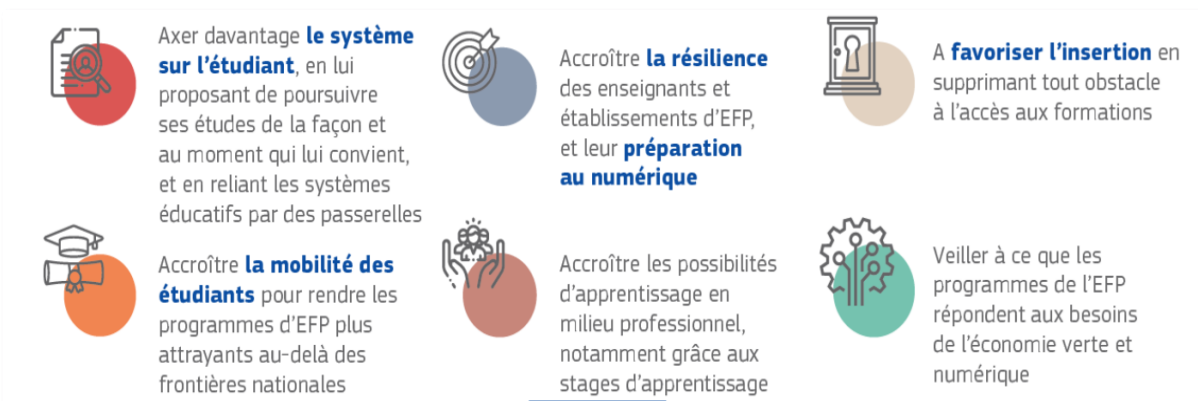 Axer davantage le système
sur l'étudiant, en lui
proposant de poursuivre
ses études de la façon et
au moment qui lui convient,
et en reliant les systèmes
éducatifs par des passerelles
Accroître la résilience
des enseignants et
établissements d'EFP,
et leur préparation
au numérique
A favoriser l'insertion en
supprimant tout obstacle
à l'accès aux formations
Accroître la mobilité des
étudiants pour rendre les
programmes d'EFP plus
attrayants au-delà des
frontières nationales
Accroître les possibilités
d'apprentissage en
milieu professionnel,
notamment grâce aux
stages d'apprentissage
Veiller à ce que les
programmes de l'EFP
répondent aux besoins
de l'économie verte et
numérique